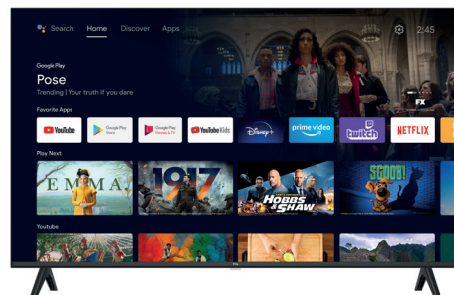 Search Home Discover Apps 2:45
Google Play
Pose
Trending | Your truth if you dare
FX
Favorite Apps
YouTube Google Play Store Google Play Movies & TV YouTube Kids Disney+ prime video twitch NETFLIX
Play Next
EMMA. 1917 HOBBS & SHAW SCOOB!
Youtube
TCL